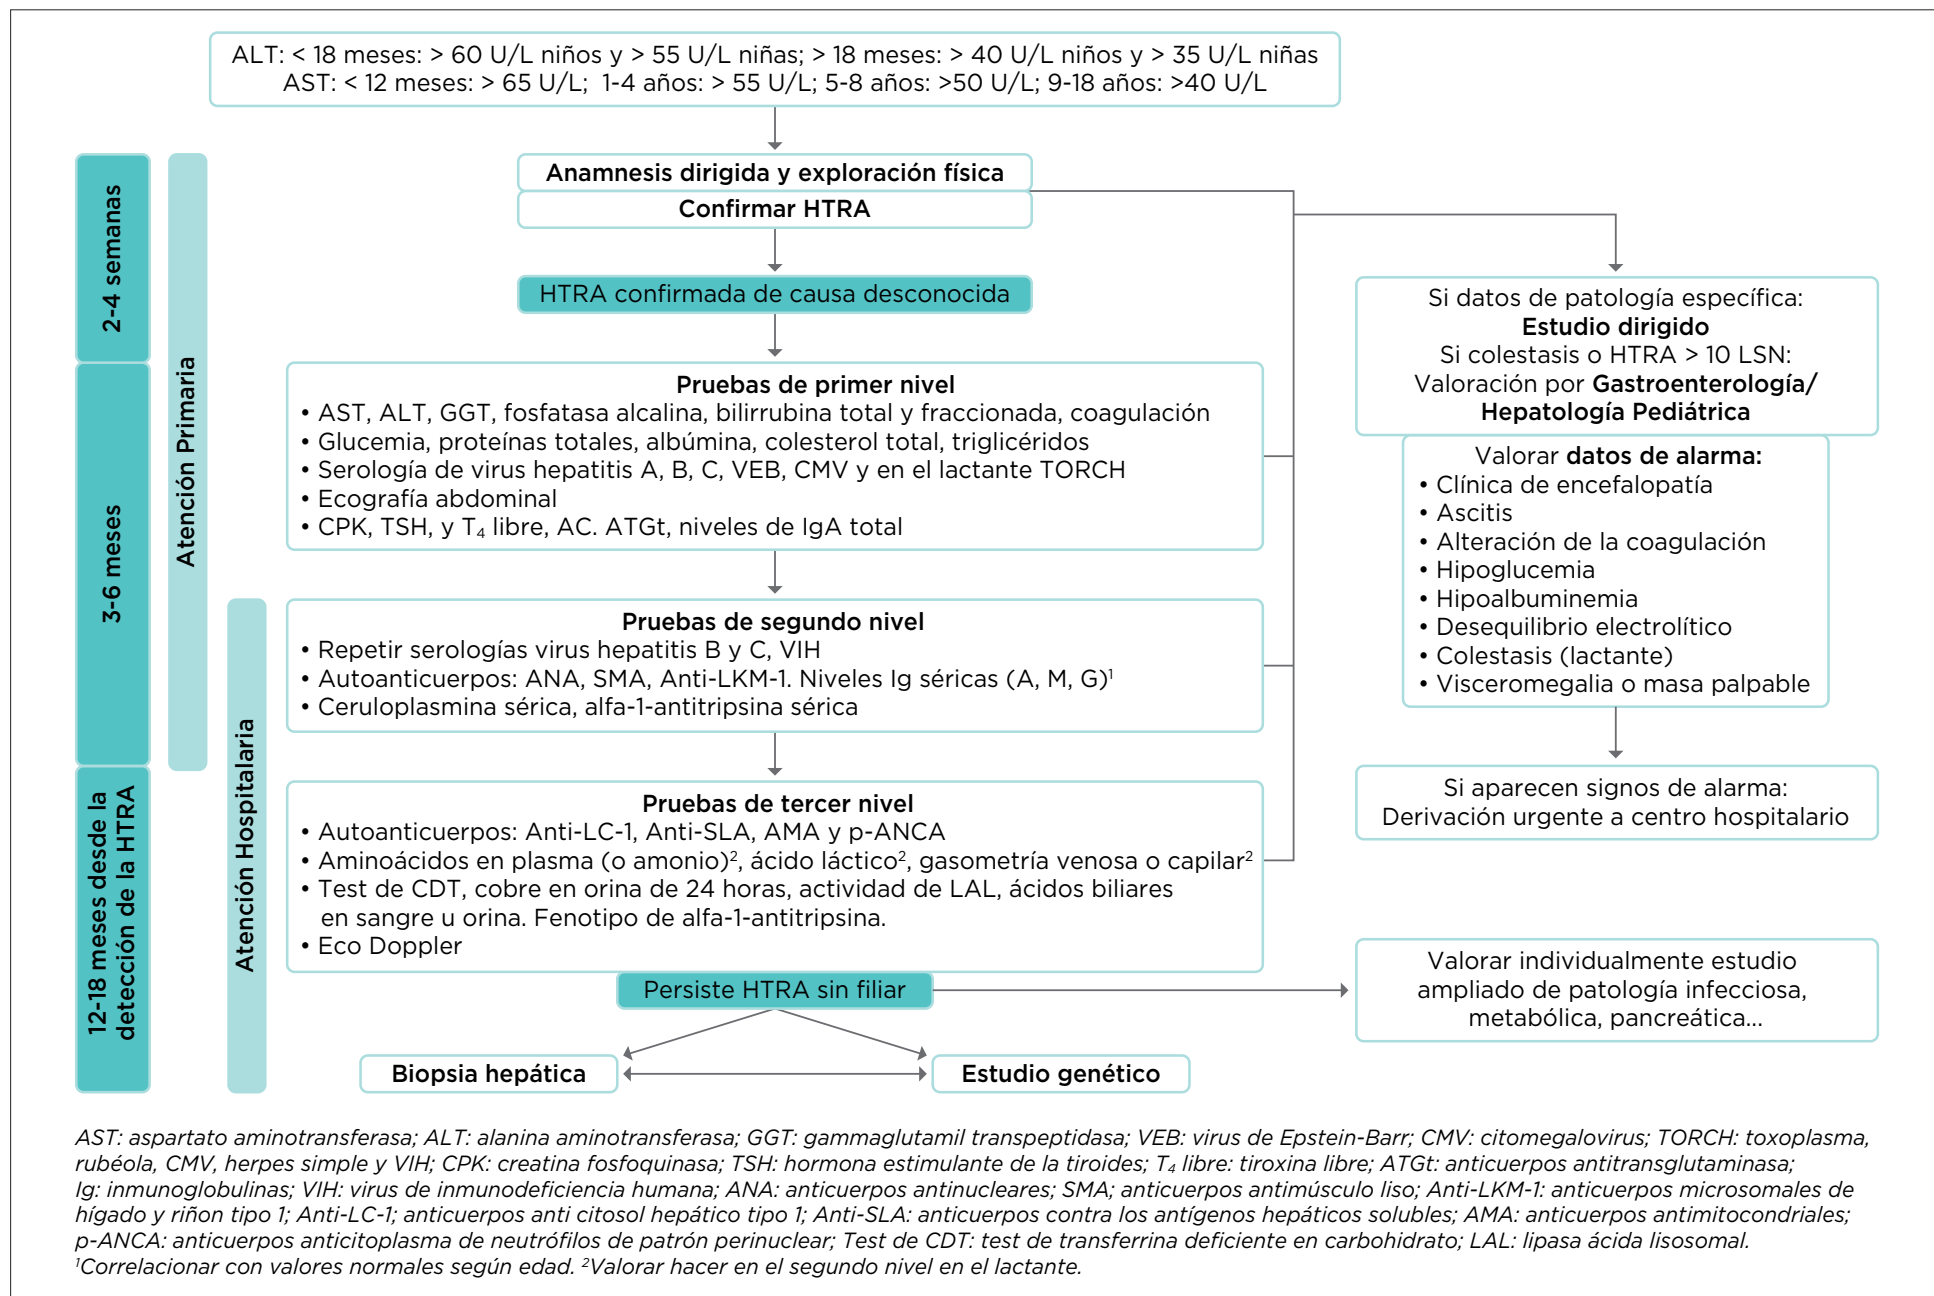 ALT: < 18 meses: > 60 U/L niños y > 55 U/L niñas; > 18 meses: > 40 U/L niños y > 35 U/L niñas
AST: < 12 meses: > 65 U/L; 1-4 años: > 55 U/L; 5-8 años: >50 U/L; 9-18 años: >40 U/L
2-4 semanas
3-6 meses
12-18 meses desde la
detección de la HTRA
Atención Primaria
Atención Hospitalaria
Anamnesis dirigida y exploración física
Confirmar HTRA
HTRA confirmada de causa desconocida
Pruebas de primer nivel
• AST, ALT, GGT, fosfatasa alcalina, bilirrubina total y fraccionada, coagulación
• Glucemia, proteínas totales, albúmina, colesterol total, triglicéridos
• Serología de virus hepatitis A, B, C, VEB, CMV y en el lactante TORCH
• Ecografía abdominal
• CPK, TSH, y T₄ libre, AC. ATGt, niveles de IgA total
Pruebas de segundo nivel
• Repetir serologías virus hepatitis B y C, VIH
• Autoanticuerpos: ANA, SMA, Anti-LKM-1. Niveles Ig séricas (A, M, G)¹
• Ceruloplasmina sérica, alfa-1-antitripsina sérica
Pruebas de tercer nivel
• Autoanticuerpos: Anti-LC-1, Anti-SLA, AMA y p-ANCA
• Aminoácidos en plasma (o amonio)², ácido láctico², gasometría venosa o capilar²
• Test de CDT, cobre en orina de 24 horas, actividad de LAL, ácidos biliares
en sangre u orina. Fenotipo de alfa-1-antitripsina.
• Eco Doppler
Persiste HTRA sin filiar
Biopsia hepática
Estudio genético
Si datos de patología específica:
Estudio dirigido
Si colestasis o HTRA > 10 LSN:
Valoración por Gastroenterología/
Hepatología Pediátrica
Valorar datos de alarma:
• Clínica de encefalopatía
• Ascitis
• Alteración de la coagulación
• Hipoglucemia
• Hipoalbuminemia
• Desequilibrio electrolítico
• Colestasis (lactante)
• Visceromegalia o masa palpable
Si aparecen signos de alarma:
Derivación urgente a centro hospitalario
Valorar individualmente estudio
ampliado de patología infecciosa,
metabólica, pancreática...
AST: aspartato aminotransferasa; ALT: alanina aminotransferasa; GGT: gammaglutamil transpeptidasa; VEB: virus de Epstein-Barr; CMV: citomegalovirus; TORCH: toxoplasma,
rubéola, CMV, herpes simple y VIH; CPK: creatina fosfoquinasa; TSH: hormona estimulante de la tiroides; T₄ libre: tiroxina libre; ATGt: anticuerpos antitransglutaminasa;
Ig: inmunoglobulinas; VIH: virus de inmunodeficiencia humana; ANA: anticuerpos antinucleares; SMA; anticuerpos antimúsculo liso; Anti-LKM-1: anticuerpos microsomales de
hígado y riñon tipo 1; Anti-LC-1; anticuerpos anti citosol hepático tipo 1; Anti-SLA: anticuerpos contra los antígenos hepáticos solubles; AMA: anticuerpos antimitocondriales;
p-ANCA: anticuerpos anticitoplasma de neutrófilos de patrón perinuclear; Test de CDT: test de transferrina deficiente en carbohidrato; LAL: lipasa ácida lisosomal.
¹Correlacionar con valores normales según edad. ²Valorar hacer en el segundo nivel en el lactante.